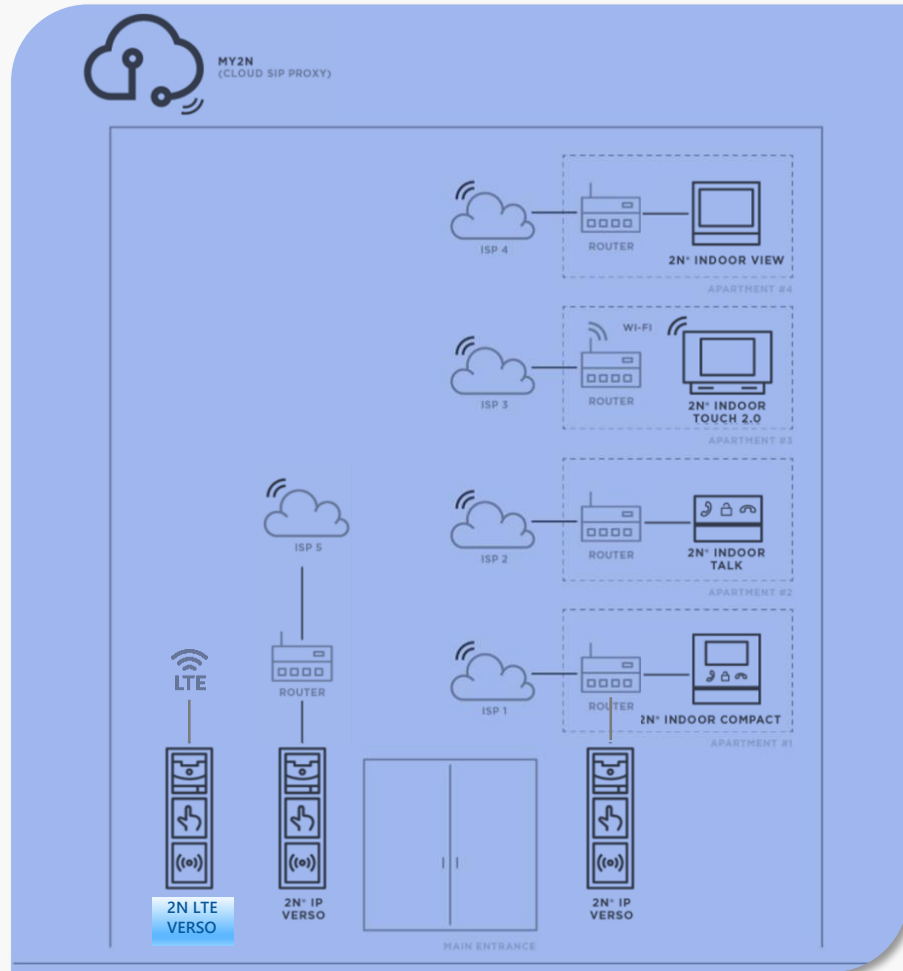 MY2N
(CLOUD SIP PROXY)
ISP 4
ROUTER
2N° INDOOR VIEW
APARTMENT #4
WI-FI
ISP 3
ROUTER
2N° INDOOR
TOUCH 2.0
APARTMENT #3
ISP 5
ISP 2
ROUTER
2N° INDOOR
TALK
APARTMENT #2
LTE
ROUTER
ISP 1
ROUTER
2N° INDOOR COMPACT
APARTMENT #1
2N LTE
VERSO
2N° IP
VERSO
2N° IP
VERSO
MAIN ENTRANCE